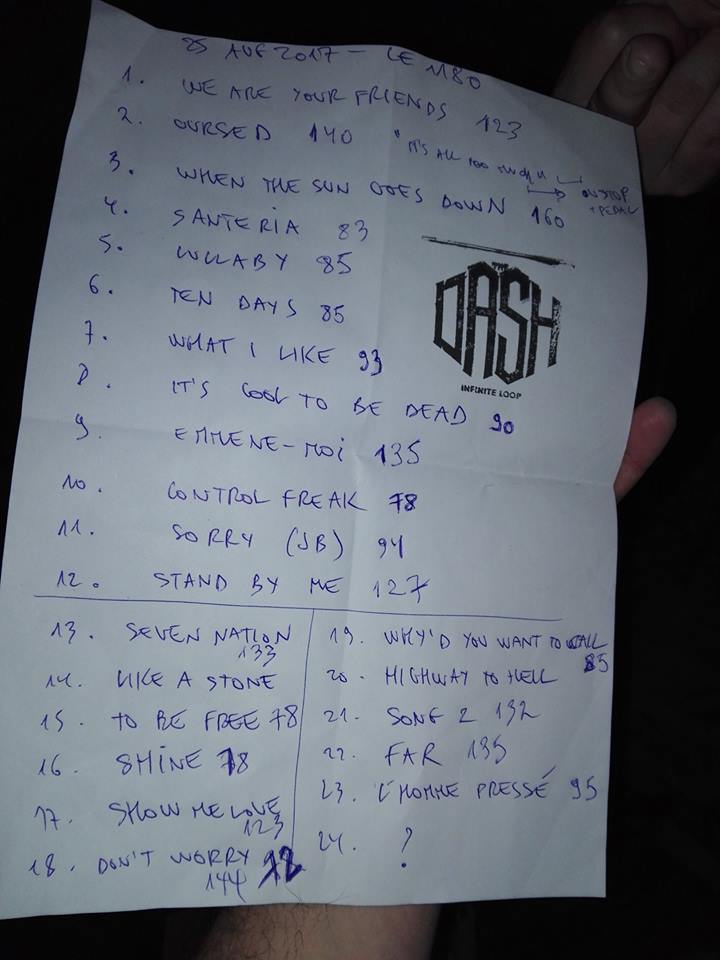 25 AUG 2017 - LE 1180
1. WE ARE YOUR FRIENDS 123
2. OURSED 140 "IT'S ALL TOO MUCH"
ON STOP
+ PEDAL
3. WHEN THE SUN GOES DOWN 160
4. SANTERIA 83
5. LULLABY 85
6. TEN DAYS 85
7. WHAT I LIKE 93
THE
DASH
INFINITE LOOP
8. IT'S COOL TO BE DEAD 90
9. EMMENE-MOI 135
10. CONTROL FREAK 78
11. SORRY (JB) 94
12. STAND BY ME 127
13. SEVEN NATION
133
14. LIKE A STONE
15. TO BE FREE 78
16. SHINE 78
17. SHOW ME LOVE
123
18. DON'T WORRY 72
144
19. WHY'D YOU WANT TO CALL
85
20. HIGHWAY TO HELL
21. SONG 2 132
22. FAR 135
23. L'HOMME PRESSÉ 95
24. ?